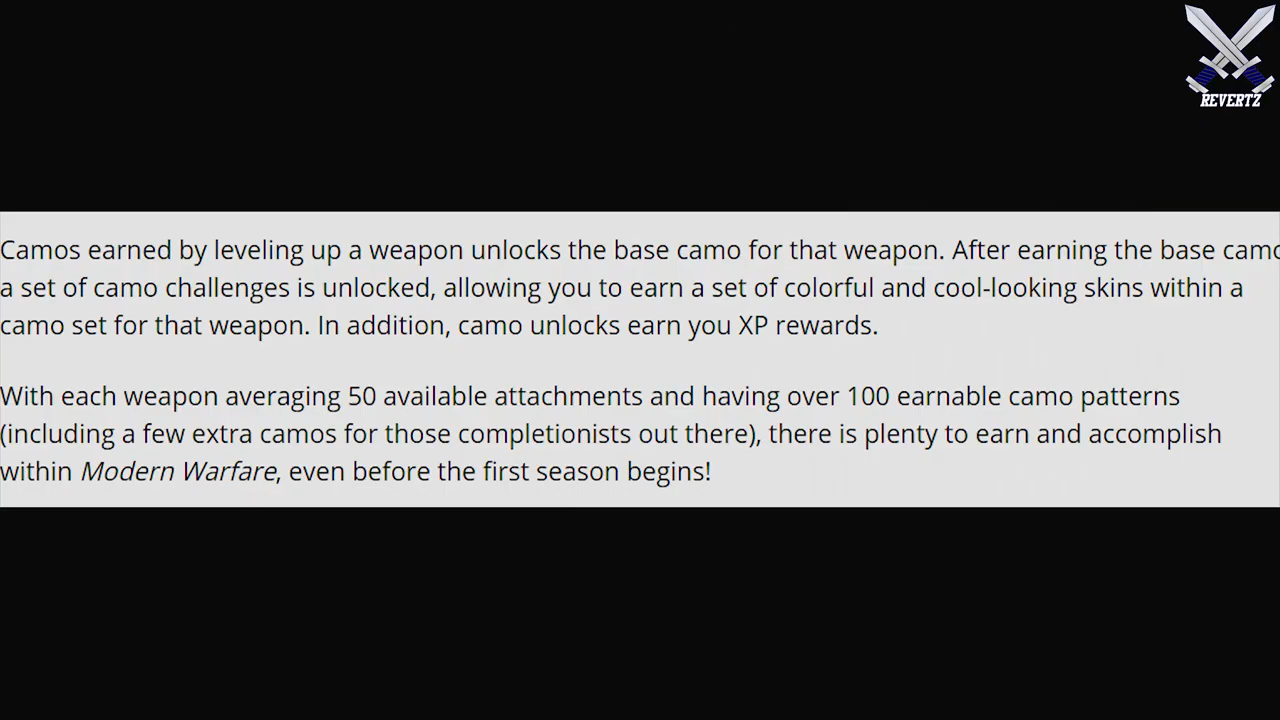 REVERTZ
Camos earned by leveling up a weapon unlocks the base camo for that weapon. After earning the base camo
a set of camo challenges is unlocked, allowing you to earn a set of colorful and cool-looking skins within a
camo set for that weapon. In addition, camo unlocks earn you XP rewards.
With each weapon averaging 50 available attachments and having over 100 earnable camo patterns
(including a few extra camos for those completionists out there), there is plenty to earn and accomplish
within Modern Warfare, even before the first season begins!